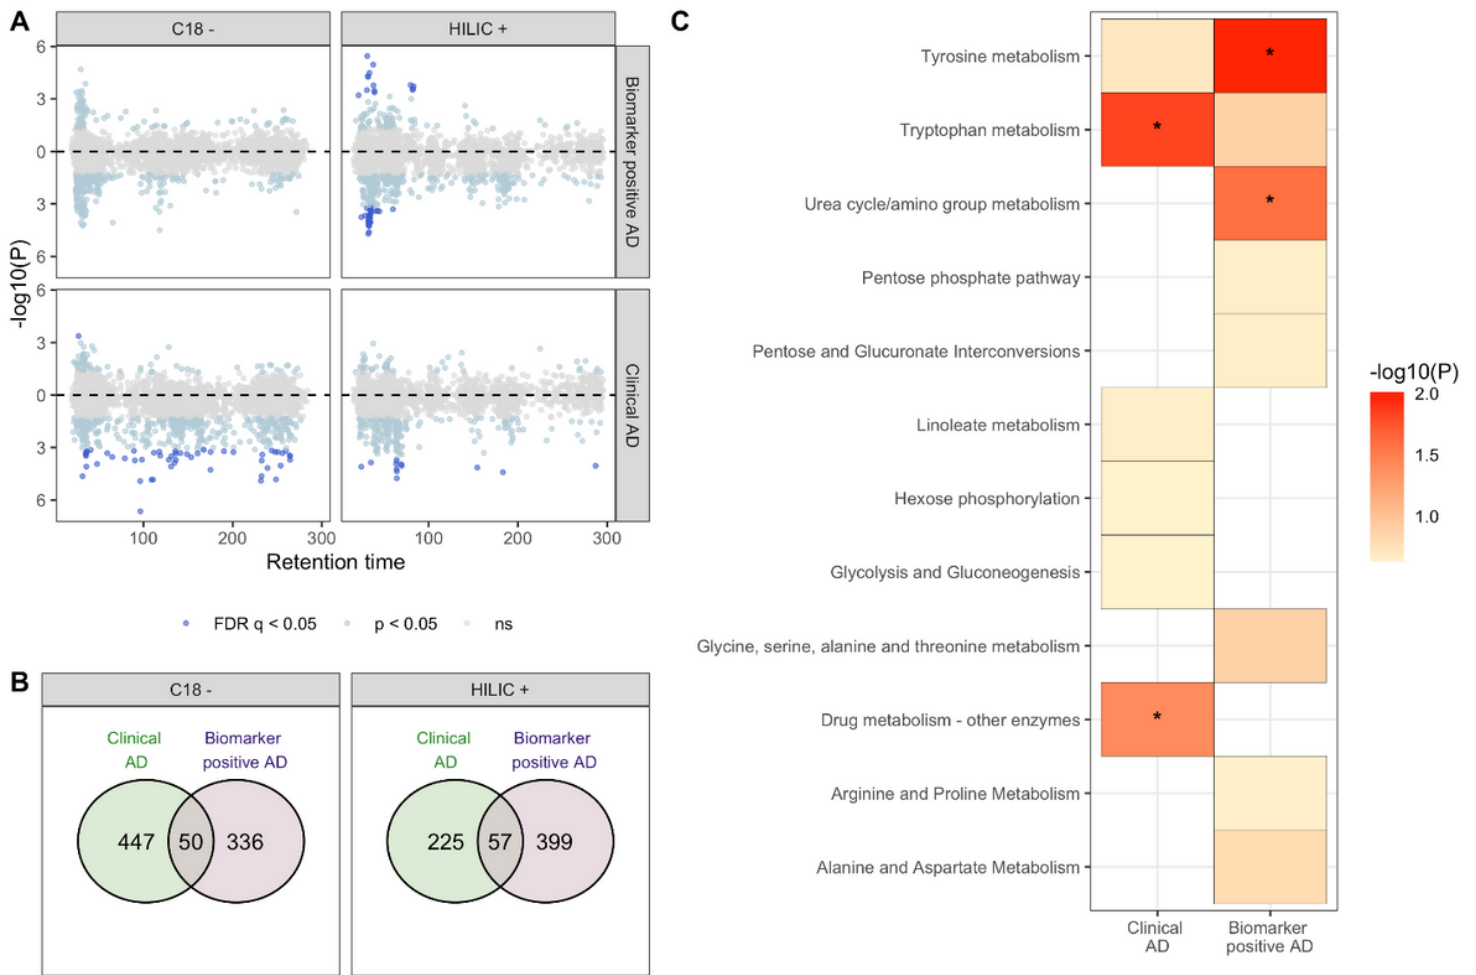 A
C18 -
HILIC +
6
3
0
3
6
Biomarker positive AD
6
3
0
3
6
Clinical AD
-log10(P)
100
200
300
100
200
300
Retention time
FDR q < 0.05
p < 0.05
ns
B
C18 -
HILIC +
Clinical
AD
Biomarker
positive AD
447
50
336
Clinical
AD
Biomarker
positive AD
225
57
399
C
Tyrosine metabolism
*
Tryptophan metabolism
*
Urea cycle/amino group metabolism
*
Pentose phosphate pathway
Pentose and Glucuronate Interconversions
Linoleate metabolism
Hexose phosphorylation
Glycolysis and Gluconeogenesis
Glycine, serine, alanine and threonine metabolism
Drug metabolism - other enzymes
*
Arginine and Proline Metabolism
Alanine and Aspartate Metabolism
Clinical
AD
Biomarker
positive AD
-log10(P)
2.0
1.5
1.0